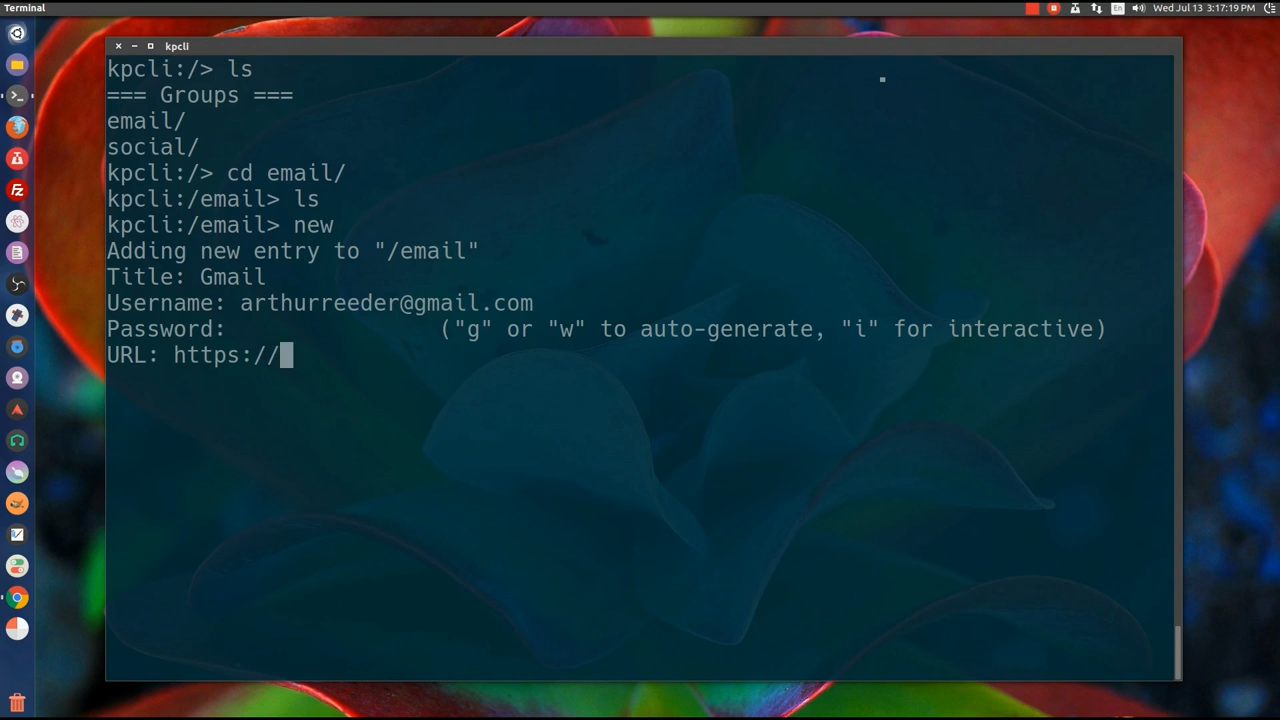 Terminal
En
Wed Jul 13 3:17:19 PM
kpcli
kpcli:/> ls
=== Groups ===
email/
social/
kpcli:/> cd email/
kpcli:/email> ls
kpcli:/email> new
Adding new entry to "/email"
Title: Gmail
Username: arthurreeder@gmail.com
Password:                ("g" or "w" to auto-generate, "i" for interactive)
URL: https://